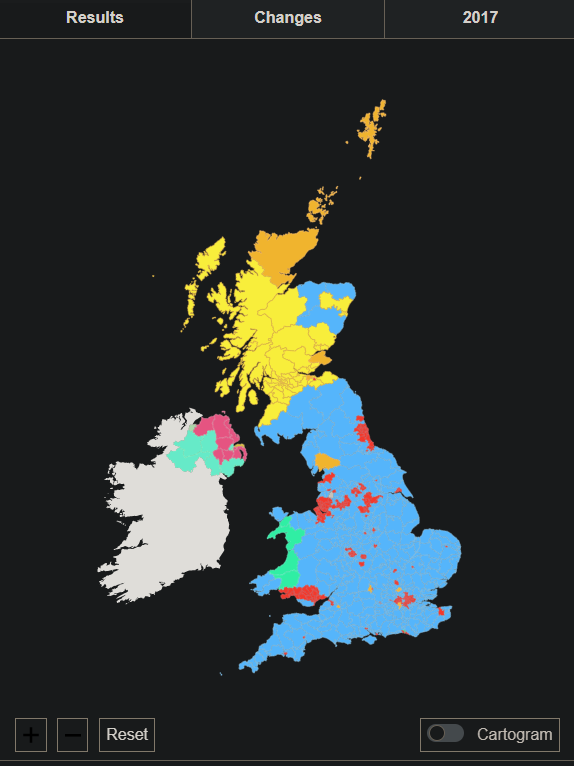 Results
Changes
2017
+
−
Reset
Cartogram